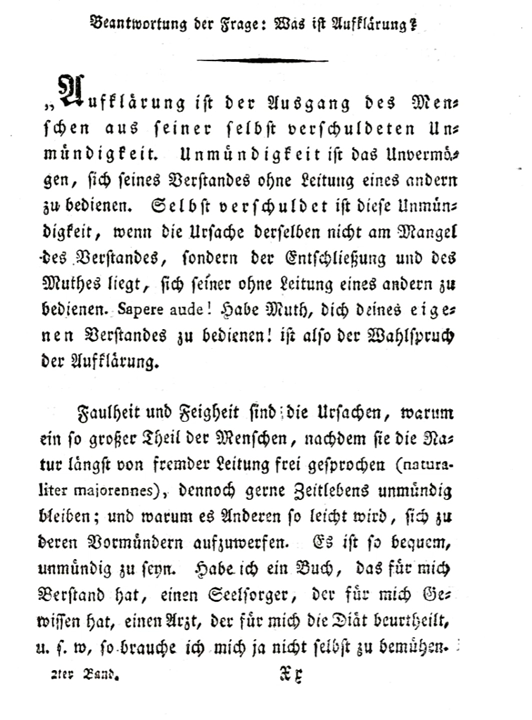 Beantwortung der Frage: Was ist Aufklärung?
„Aufklärung ist der Ausgang des Men⸗
schen aus seiner selbst verschuldeten Un⸗
mündigkeit. Unmündigkeit ist das Unvermö⸗
gen, sich seines Verstandes ohne Leitung eines andern
zu bedienen. Selbst verschuldet ist diese Unmün⸗
digkeit, wenn die Ursache derselben nicht am Mangel
des Verstandes, sondern der Entschließung und des
Muthes liegt, sich seiner ohne Leitung eines andern zu
bedienen. Sapere aude! Habe Muth, dich deines eige⸗
nen Verstandes zu bedienen! ist also der Wahlspruch
der Aufklärung.
Faulheit und Feigheit sind die Ursachen, warum
ein so großer Theil der Menschen, nachdem sie die Na⸗
tur längst von fremder Leitung frei gesprochen (natura-
liter majorennes), dennoch gerne Zeitlebens unmündig
bleiben; und warum es Anderen so leicht wird, sich zu
deren Vormündern aufzuwerfen. Es ist so bequem,
unmündig zu seyn. Habe ich ein Buch, das für mich
Verstand hat, einen Seelsorger, der für mich Ge⸗
wissen hat, einen Arzt, der für mich die Diät beurtheilt,
u. s. w, so brauche ich mich ja nicht selbst zu bemühen.
2ter Band. Xx